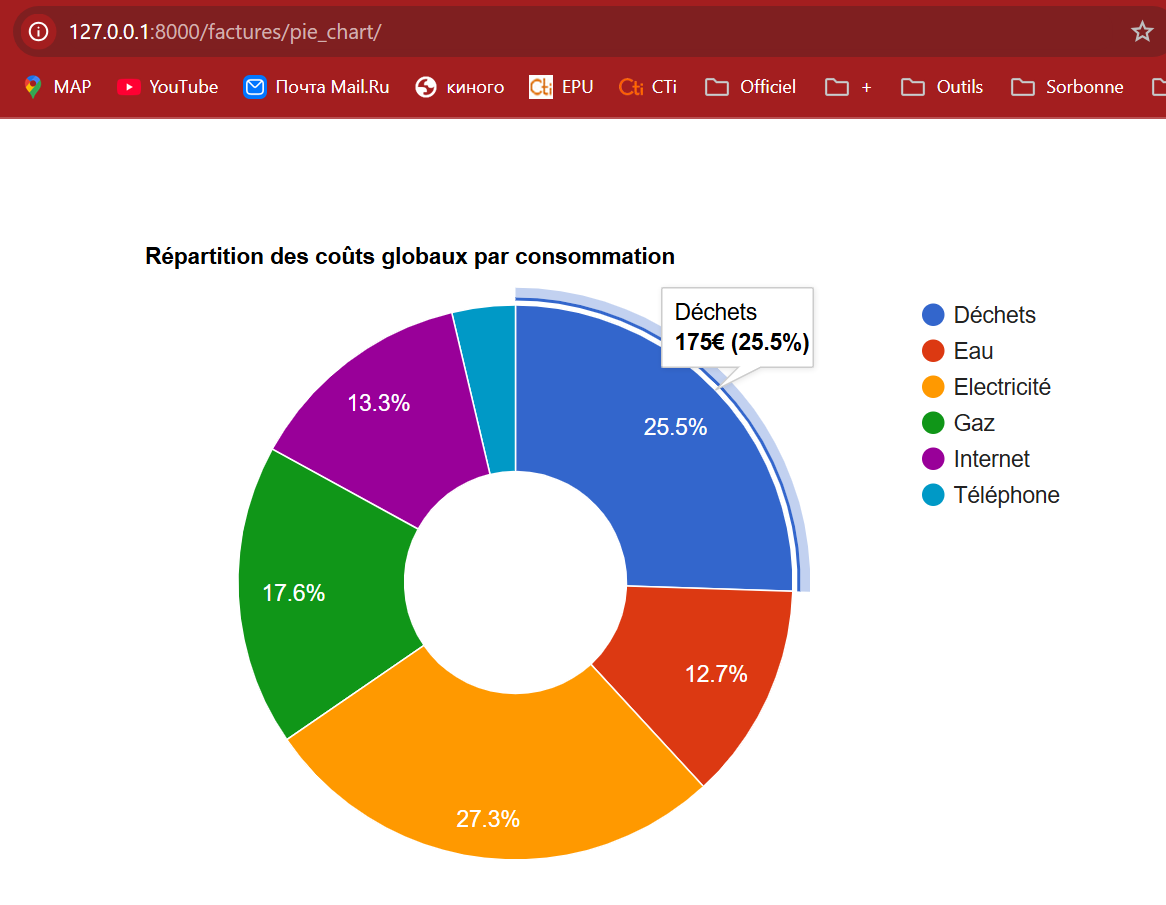 127.0.0.1:8000/factures/pie_chart/
MAP YouTube Почта Mail.Ru киного Cti EPU Cti CTi Officiel + Outils Sorbonne
Répartition des coûts globaux par consommation
Déchets
175€ (25.5%)
25.5%
13.3%
17.6%
12.7%
27.3%
Déchets
Eau
Electricité
Gaz
Internet
Téléphone